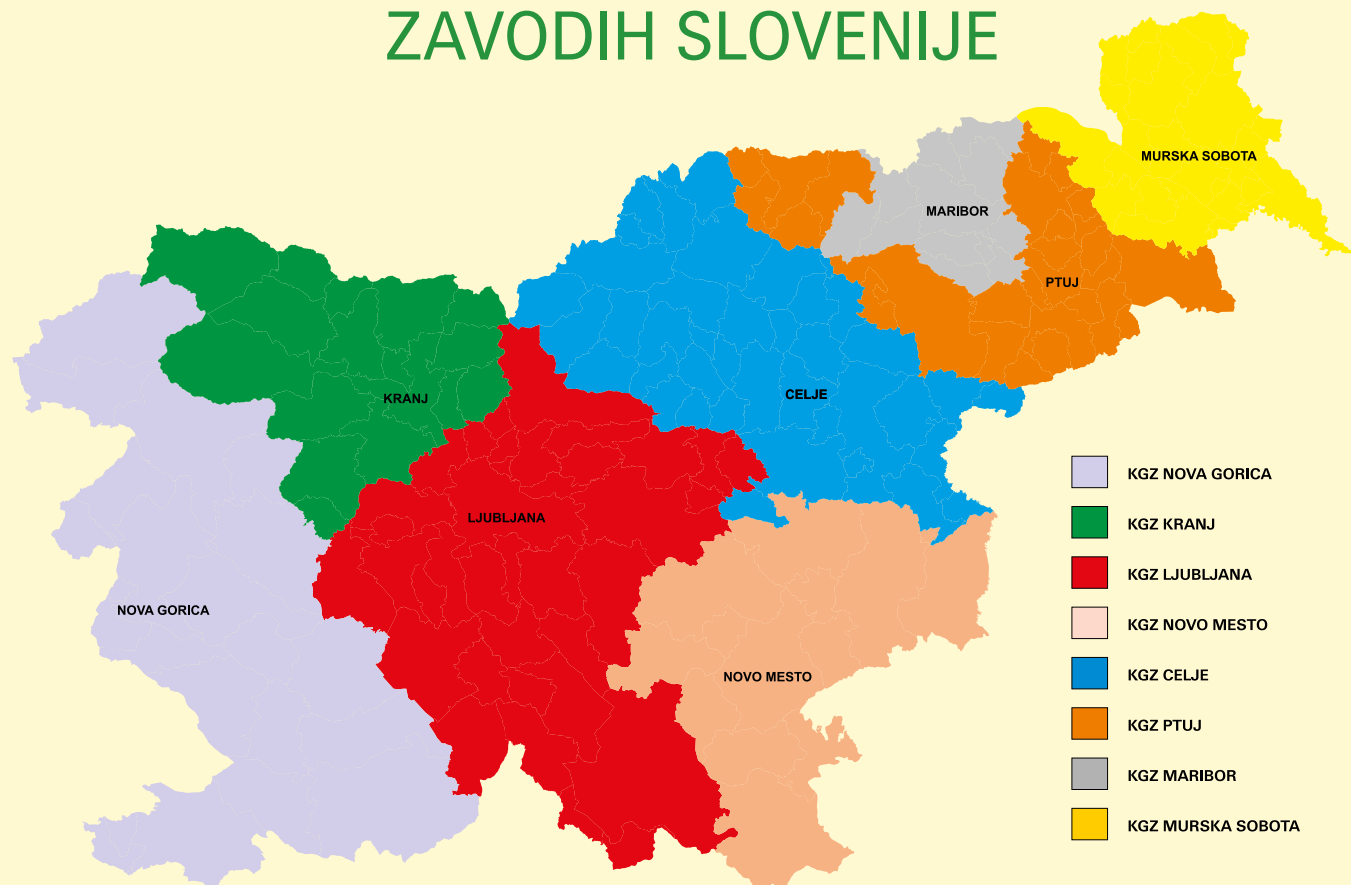 ZAVODIH SLOVENIJE
MURSKA SOBOTA
MARIBOR
PTUJ
CELJE
KRANJ
LJUBLJANA
NOVA GORICA
NOVO MESTO
KGZ NOVA GORICA
KGZ KRANJ
KGZ LJUBLJANA
KGZ NOVO MESTO
KGZ CELJE
KGZ PTUJ
KGZ MARIBOR
KGZ MURSKA SOBOTA